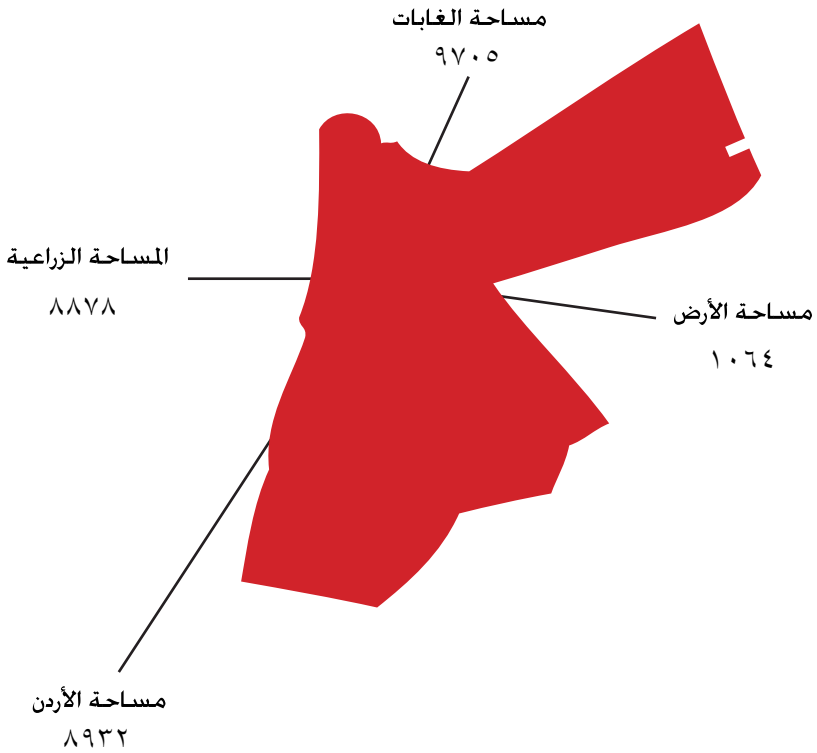 مساحة الغابات
٩٧٠٥
المساحة الزراعية
٨٨٧٨
مساحة الأرض
١٠٦٤
مساحة الأردن
٨٩٣٢